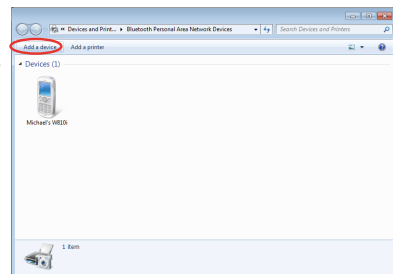 « Devices and Print... ▸ Bluetooth Personal Area Network Devices
Search Devices and Printers
Add a device
Add a printer
Devices (1)
Michael's W810i
1 item